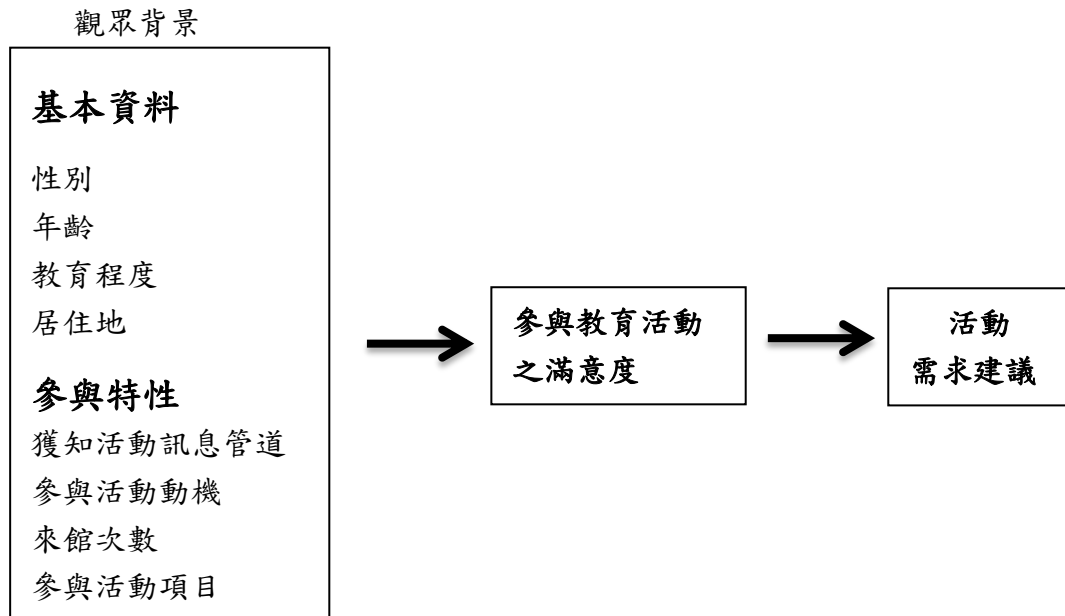 觀眾背景
基本資料
性別
年齡
教育程度
居住地
參與特性
獲知活動訊息管道
參與活動動機
來館次數
參與活動項目
參與教育活動
之滿意度
活動
需求建議